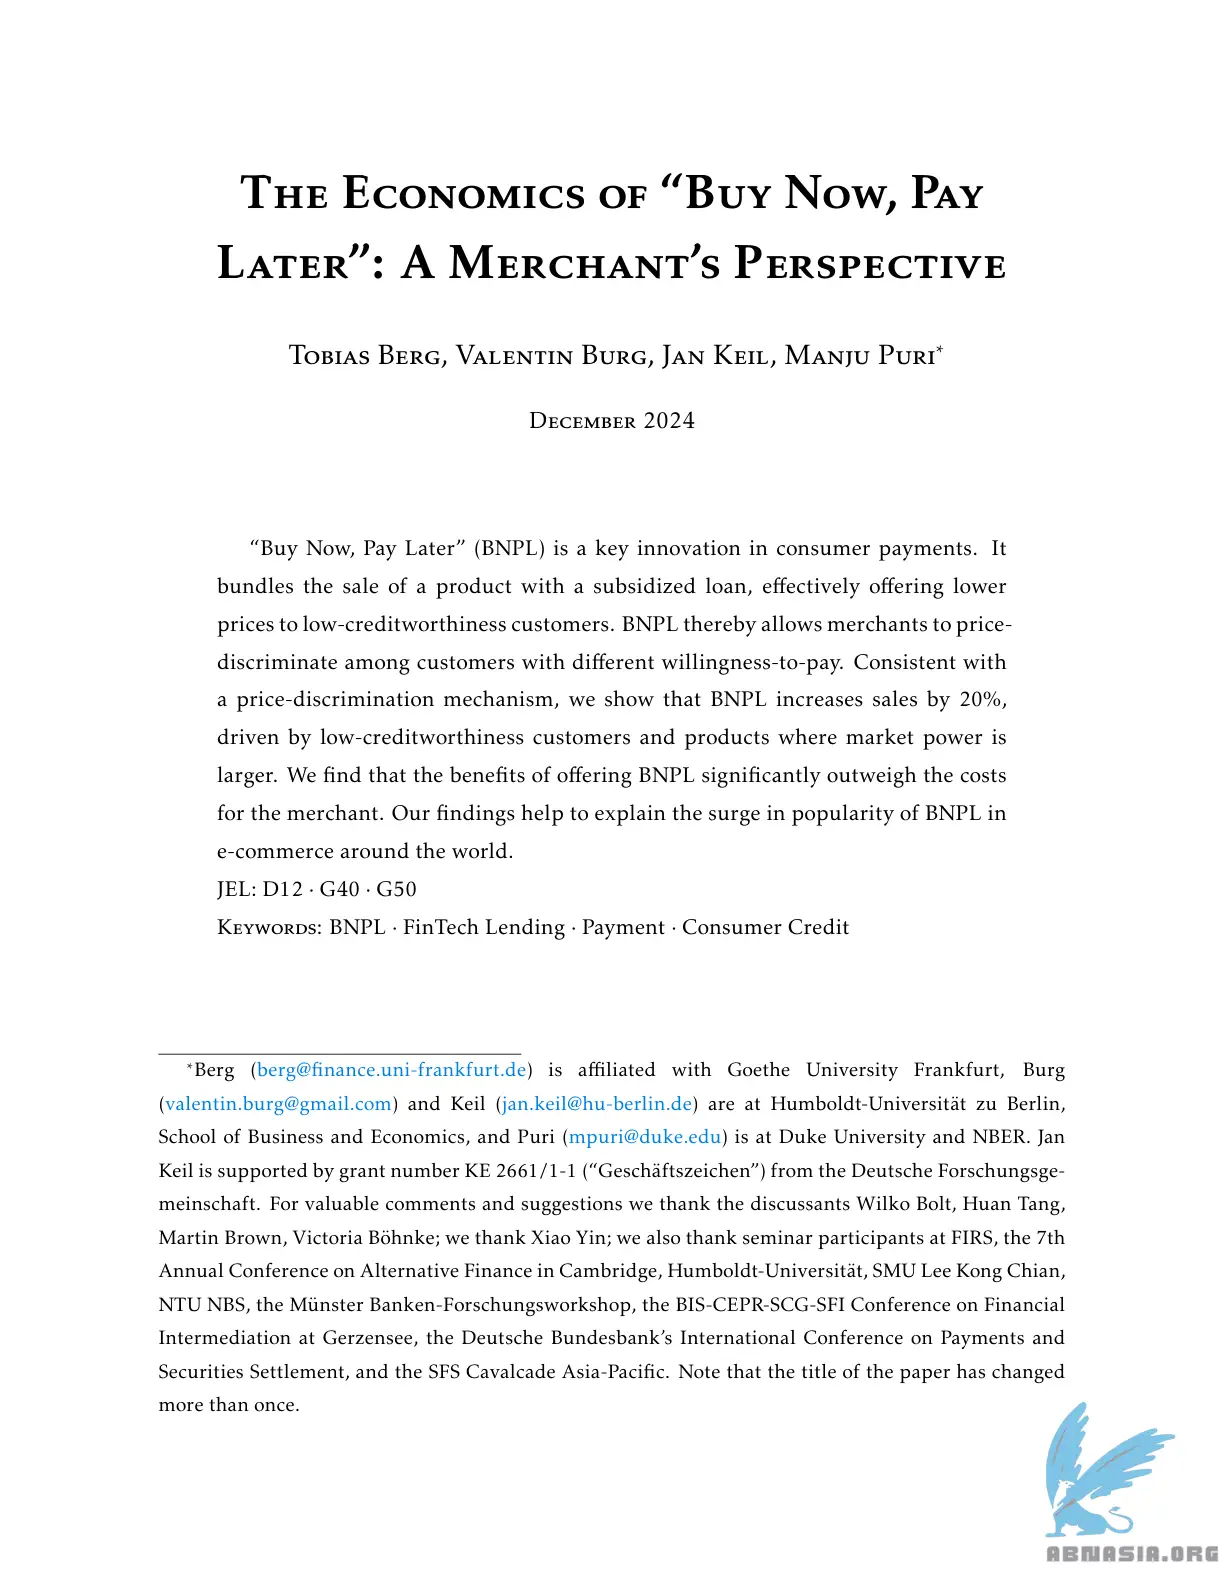 THE ECONOMICS OF “BUY NOW, PAY
LATER”: A MERCHANT’S PERSPECTIVE
TOBIAS BERG, VALENTIN BURG, JAN KEIL, MANJU PURI*
DECEMBER 2024
“Buy Now, Pay Later” (BNPL) is a key innovation in consumer payments. It
bundles the sale of a product with a subsidized loan, effectively offering lower
prices to low-creditworthiness customers. BNPL thereby allows merchants to price-
discriminate among customers with different willingness-to-pay. Consistent with
a price-discrimination mechanism, we show that BNPL increases sales by 20%,
driven by low-creditworthiness customers and products where market power is
larger. We find that the benefits of offering BNPL significantly outweigh the costs
for the merchant. Our findings help to explain the surge in popularity of BNPL in
e-commerce around the world.
JEL: D12 · G40 · G50
KEYWORDS: BNPL · FinTech Lending · Payment · Consumer Credit
*Berg (berg@finance.uni-frankfurt.de) is affiliated with Goethe University Frankfurt, Burg
(valentin.burg@gmail.com) and Keil (jan.keil@hu-berlin.de) are at Humboldt-Universität zu Berlin,
School of Business and Economics, and Puri (mpuri@duke.edu) is at Duke University and NBER. Jan
Keil is supported by grant number KE 2661/1-1 (“Geschäftszeichen”) from the Deutsche Forschungsge-
meinschaft. For valuable comments and suggestions we thank the discussants Wilko Bolt, Huan Tang,
Martin Brown, Victoria Böhnke; we thank Xiao Yin; we also thank seminar participants at FIRS, the 7th
Annual Conference on Alternative Finance in Cambridge, Humboldt-Universität, SMU Lee Kong Chian,
NTU NBS, the Münster Banken-Forschungsworkshop, the BIS-CEPR-SCG-SFI Conference on Financial
Intermediation at Gerzensee, the Deutsche Bundesbank’s International Conference on Payments and
Securities Settlement, and the SFS Cavalcade Asia-Pacific. Note that the title of the paper has changed
more than once.
ABNASIA.ORG